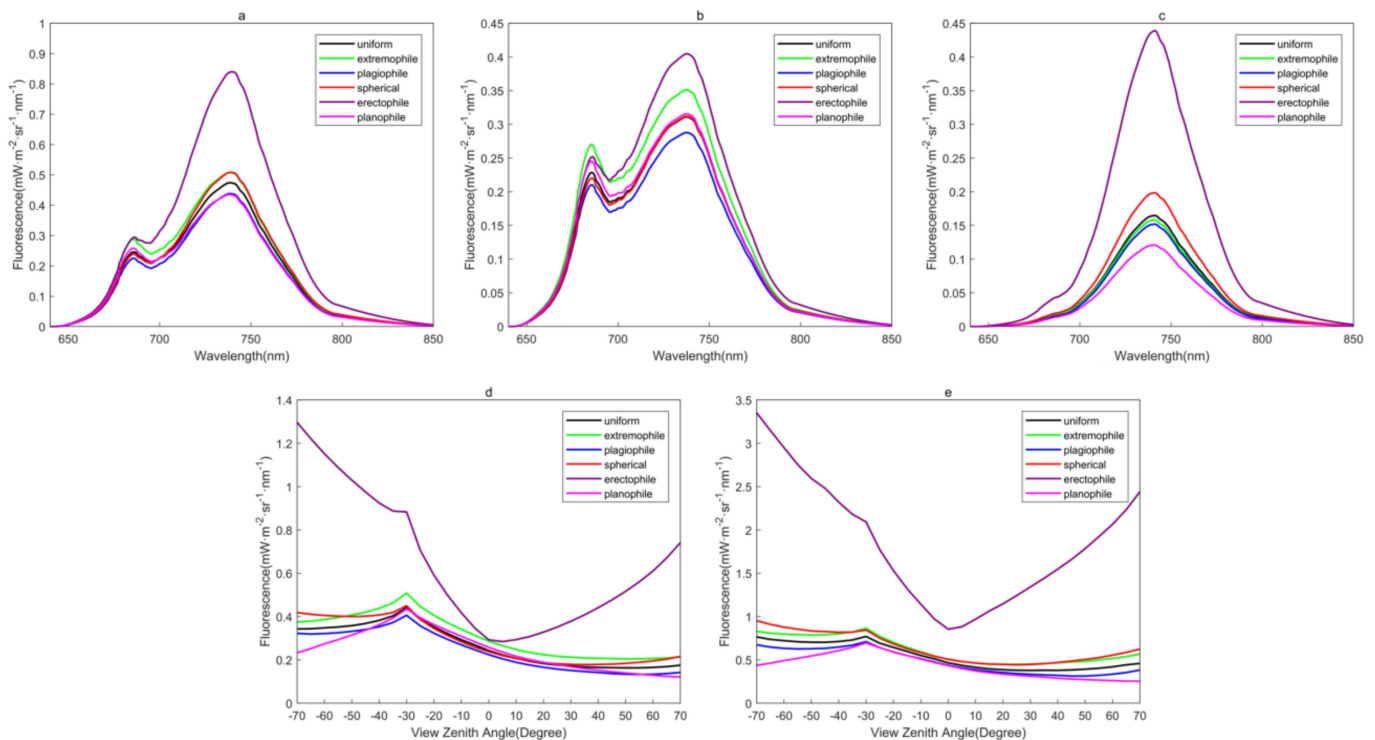 a
Fluorescence(mW·m-2·sr-1·nm-1)
1
0.9
0.8
0.7
0.6
0.5
0.4
0.3
0.2
0.1
0
650 700 750 800 850
Wavelength(nm)
uniform
extremophile
plagiophile
spherical
erectophile
planophile
b
Fluorescence(mW·m-2·sr-1·nm-1)
0.45
0.4
0.35
0.3
0.25
0.2
0.15
0.1
0.05
0
650 700 750 800 850
Wavelength(nm)
uniform
extremophile
plagiophile
spherical
erectophile
planophile
c
Fluorescence(mW·m-2·sr-1·nm-1)
0.45
0.4
0.35
0.3
0.25
0.2
0.15
0.1
0.05
0
650 700 750 800 850
Wavelength(nm)
uniform
extremophile
plagiophile
spherical
erectophile
planophile
d
Fluorescence(mW·m-2·sr-1·nm-1)
1.4
1.2
1
0.8
0.6
0.4
0.2
0
-70 -60 -50 -40 -30 -20 -10 0 10 20 30 40 50 60 70
View Zenith Angle(Degree)
uniform
extremophile
plagiophile
spherical
erectophile
planophile
e
Fluorescence(mW·m-2·sr-1·nm-1)
3.5
3
2.5
2
1.5
1
0.5
0
-70 -60 -50 -40 -30 -20 -10 0 10 20 30 40 50 60 70
View Zenith Angle(Degree)
uniform
extremophile
plagiophile
spherical
erectophile
planophile